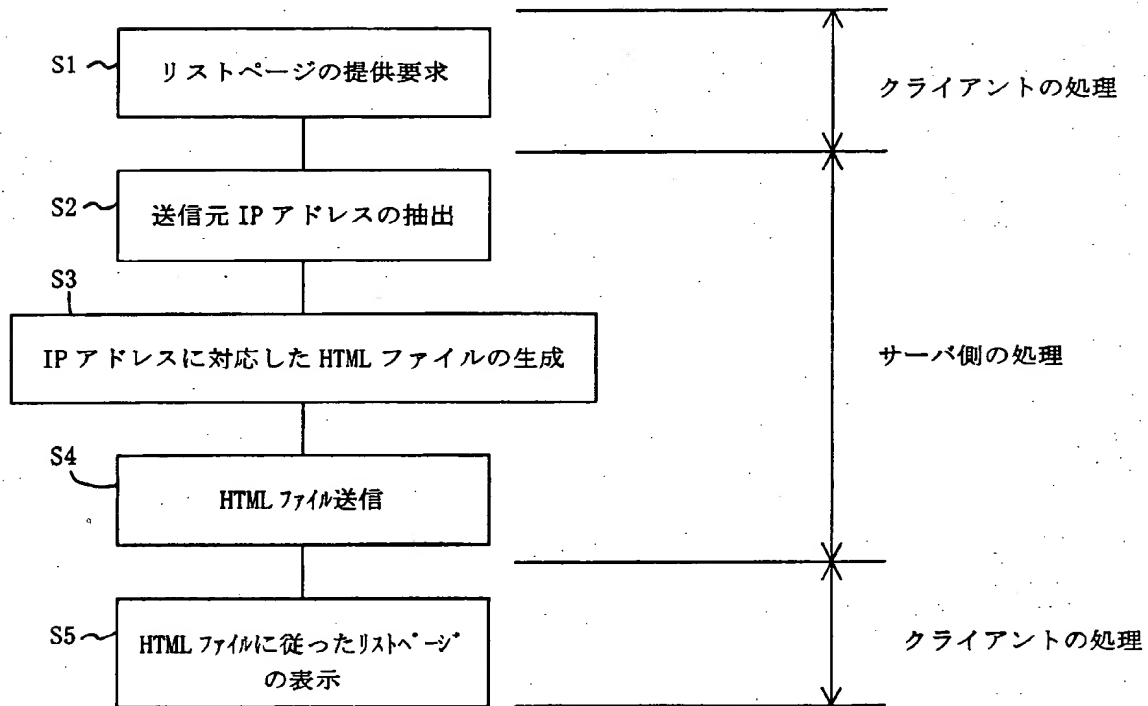 S1 リストページの提供要求
クライアントの処理
S2 送信元 IP アドレスの抽出
S3
IP アドレスに対応した HTML ファイルの生成
サーバ側の処理
S4
HTML ﾌｧｲﾙ送信
S5 HTML ﾌｧｲﾙに従ったﾘｽﾄﾍﾟｰｼﾞ
の表示
クライアントの処理